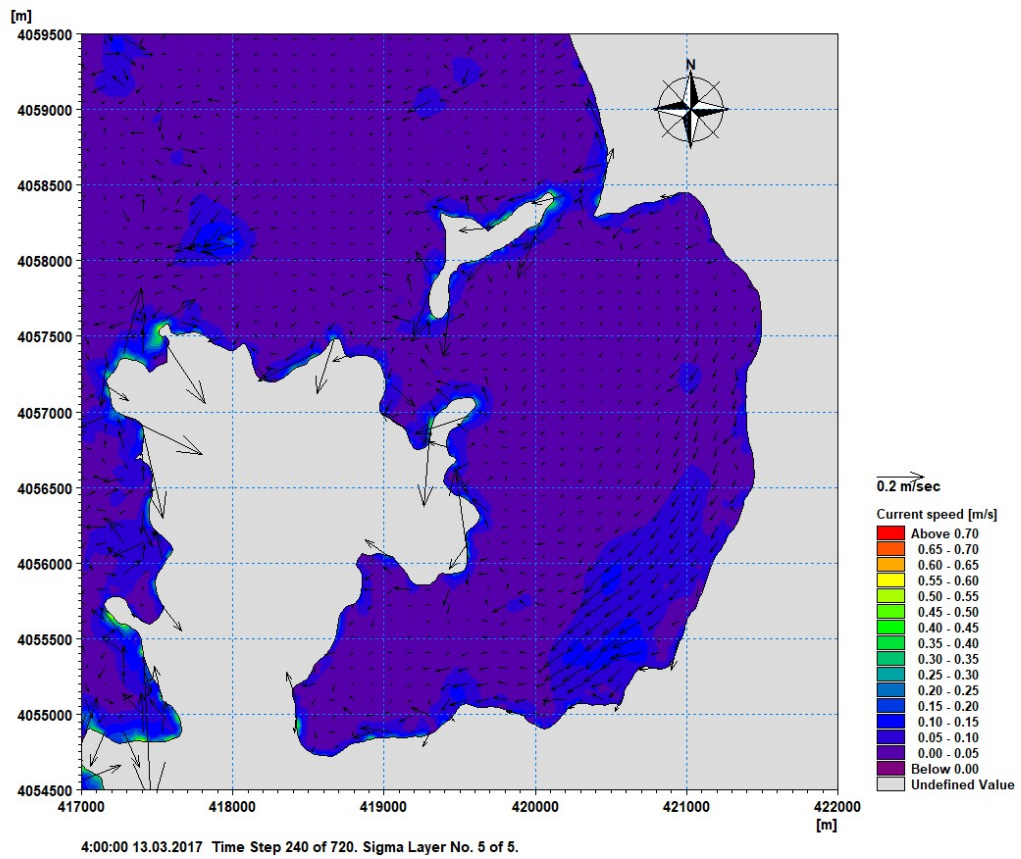 [m]
4059500
4059000
4058500
4058000
4057500
4057000
4056500
4056000
4055500
4055000
4054500
417000 418000 419000 420000 421000 422000
[m]
N
0.2 m/sec
Current speed [m/s]
Above 0.70
0.65 - 0.70
0.60 - 0.65
0.55 - 0.60
0.50 - 0.55
0.45 - 0.50
0.40 - 0.45
0.35 - 0.40
0.30 - 0.35
0.25 - 0.30
0.20 - 0.25
0.15 - 0.20
0.10 - 0.15
0.05 - 0.10
0.00 - 0.05
Below 0.00
Undefined Value
4:00:00 13.03.2017 Time Step 240 of 720. Sigma Layer No. 5 of 5.